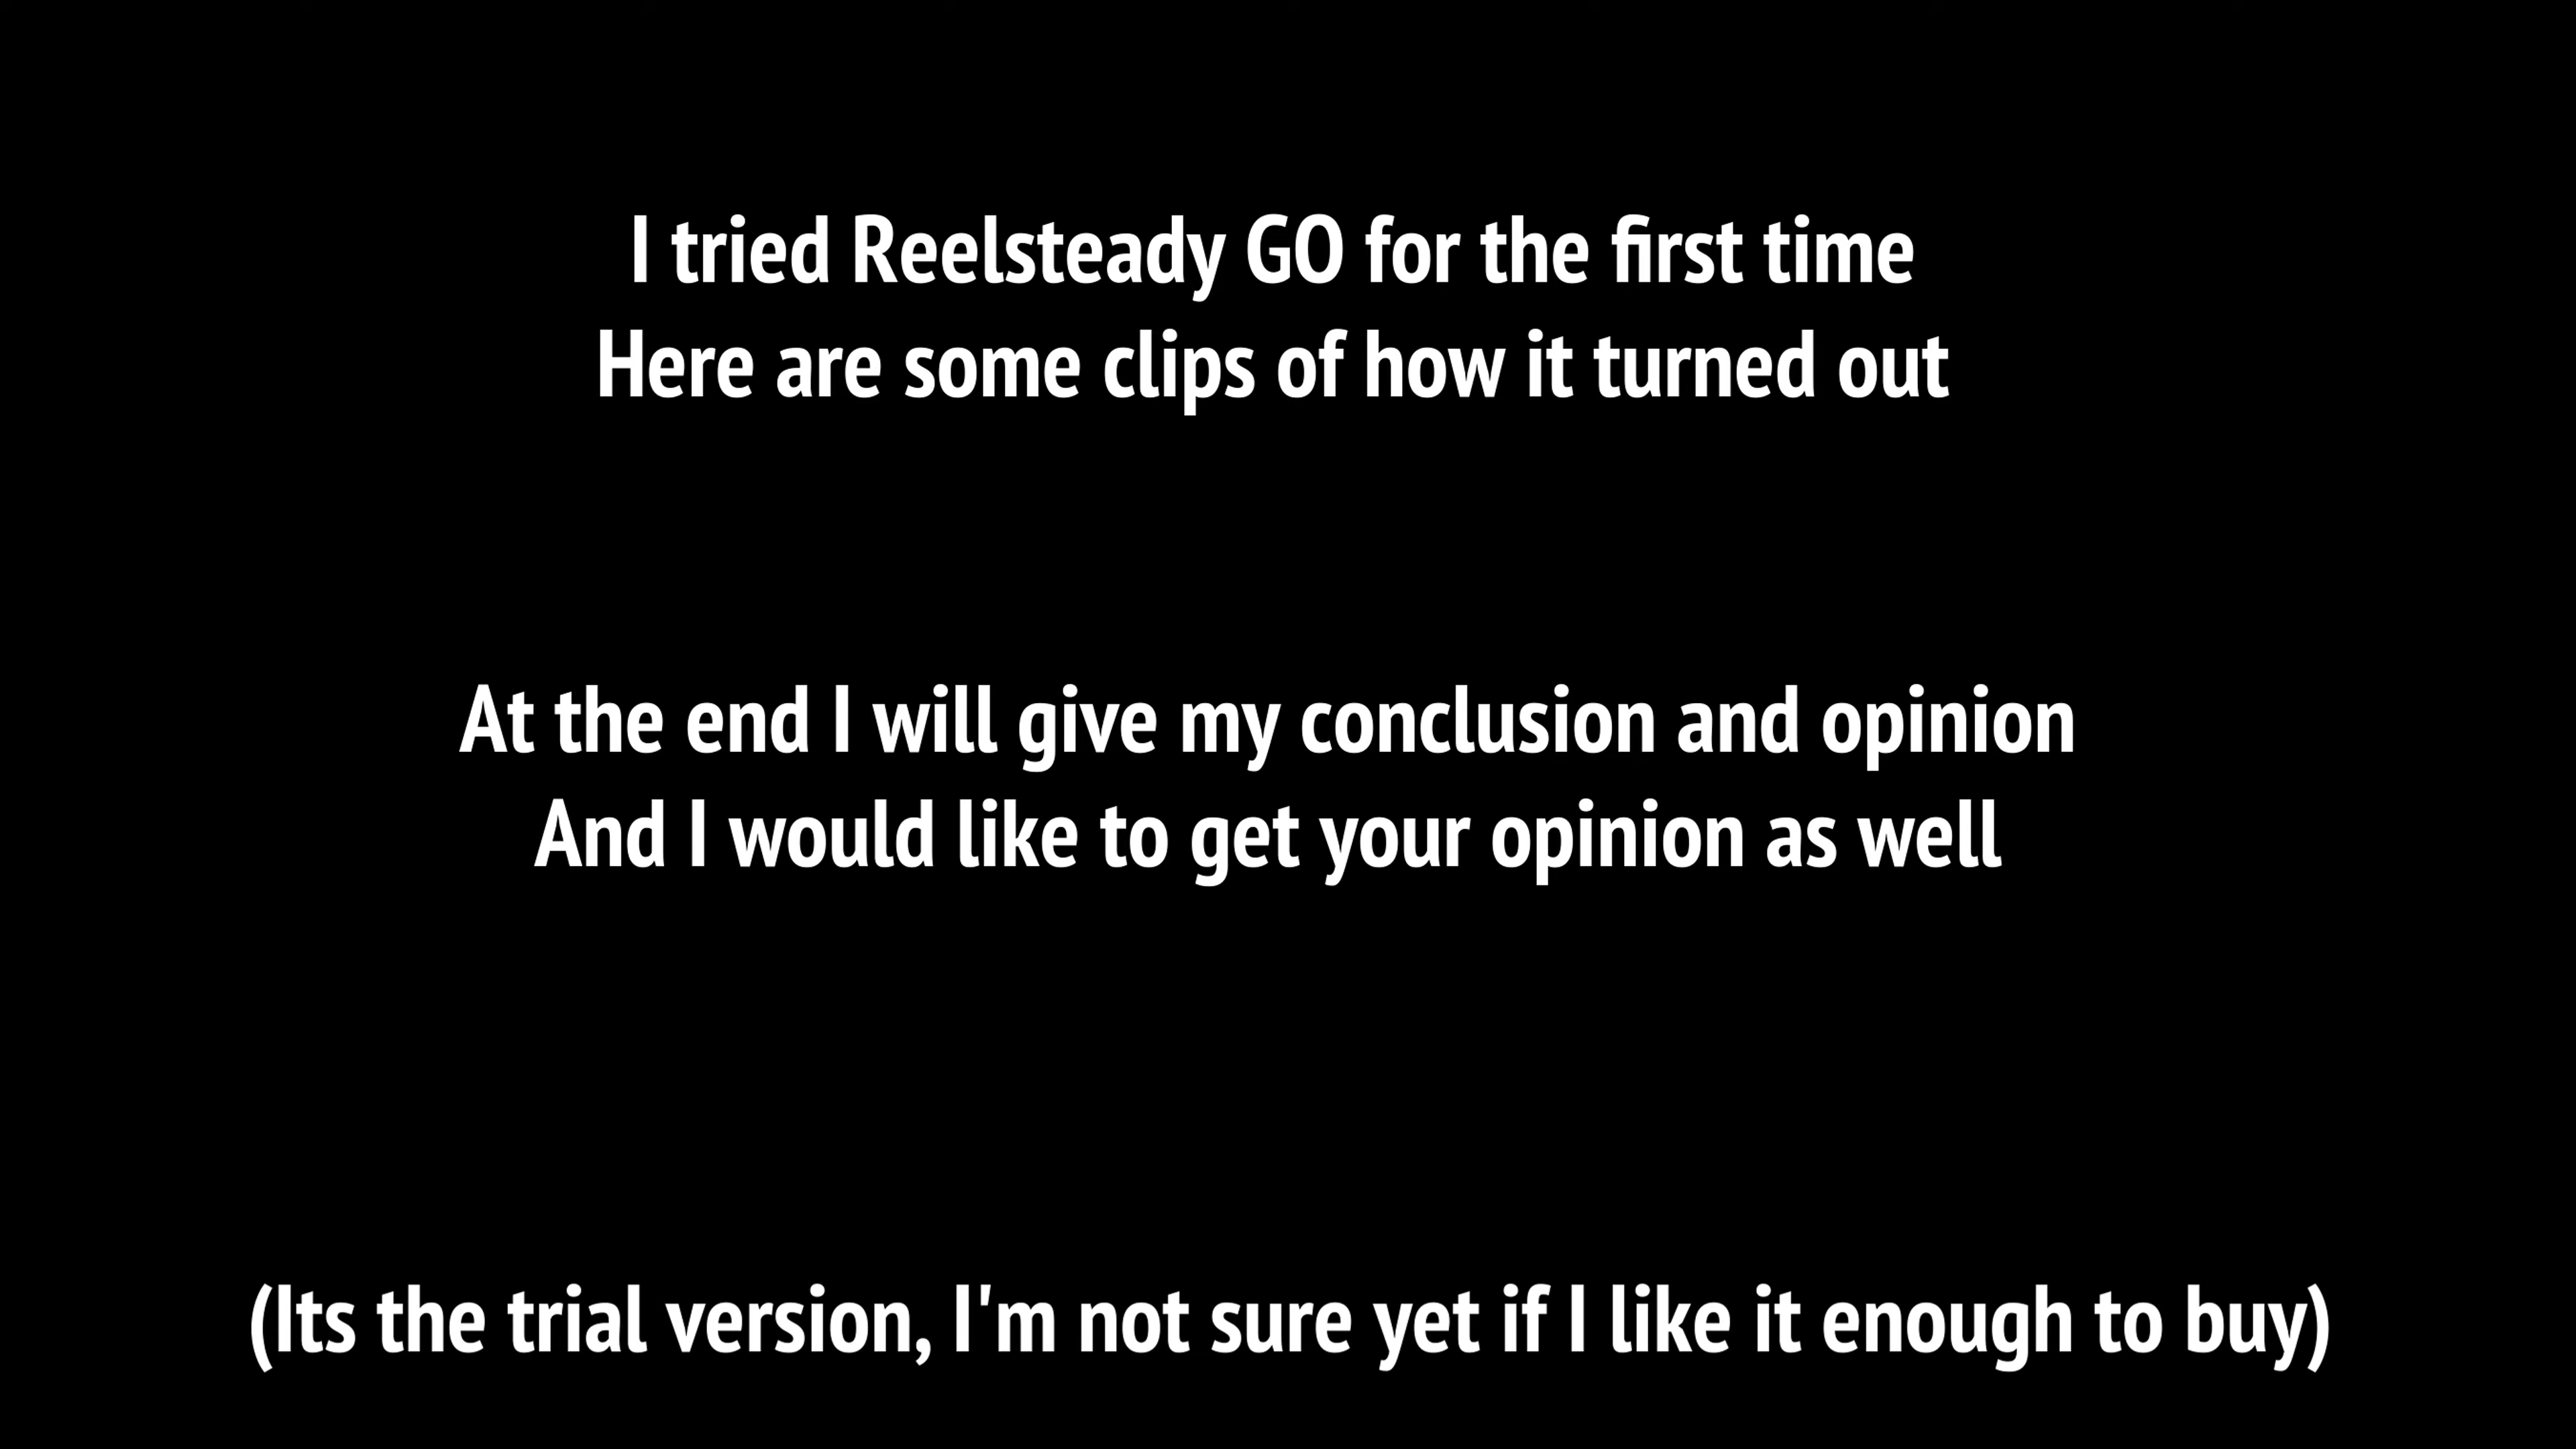 I tried Reelsteady GO for the first time
Here are some clips of how it turned out
At the end I will give my conclusion and opinion
And I would like to get your opinion as well
(Its the trial version, I'm not sure yet if I like it enough to buy)